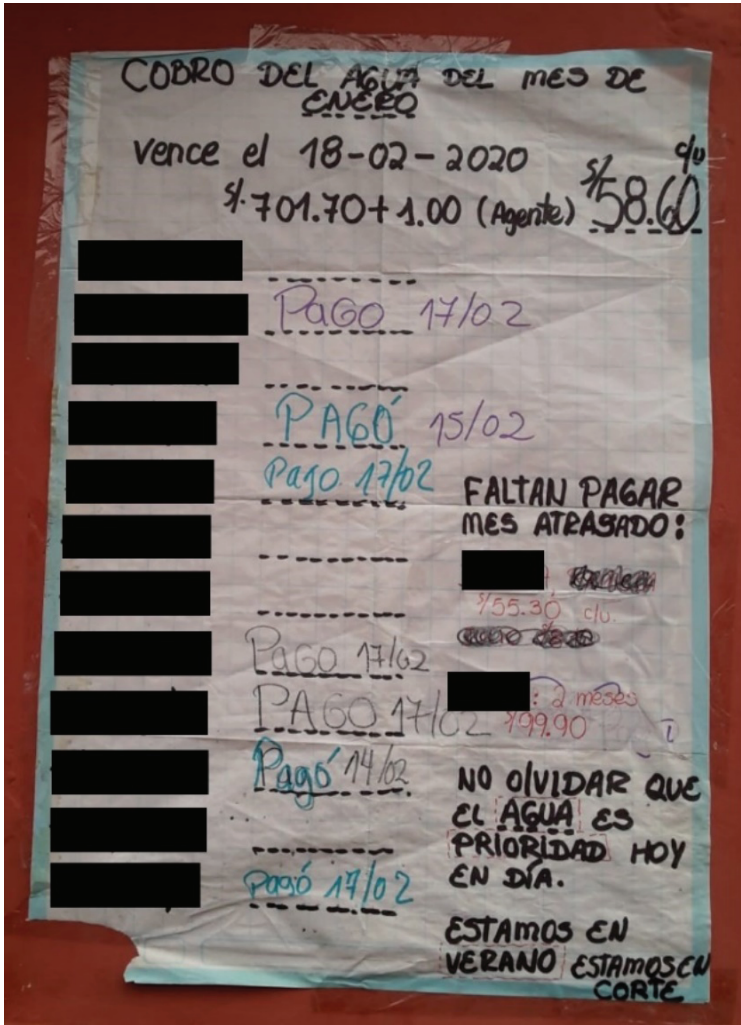 COBRO DEL AGUA DEL MES DE
ENERO
vence el 18-02-2020
c/u
S/. 701.70 + 1.00 (Agente) S/58.60
PaGO 17/02
PAGÓ 15/02
Pago 17/02
FALTAN PAGAR
MES ATRASADO:
S/55.30 c/u.
PaGO 17/02
PAGO 17/02
: 2 meses
S/99.90
Pagó 14/02
NO OlVIDAR QUE
EL AGUA ES
PRIORIDAD HOY
EN DÍA.
Pagó 17/02
ESTAMOS EN
VERANO ESTAMOS EN
CORTE